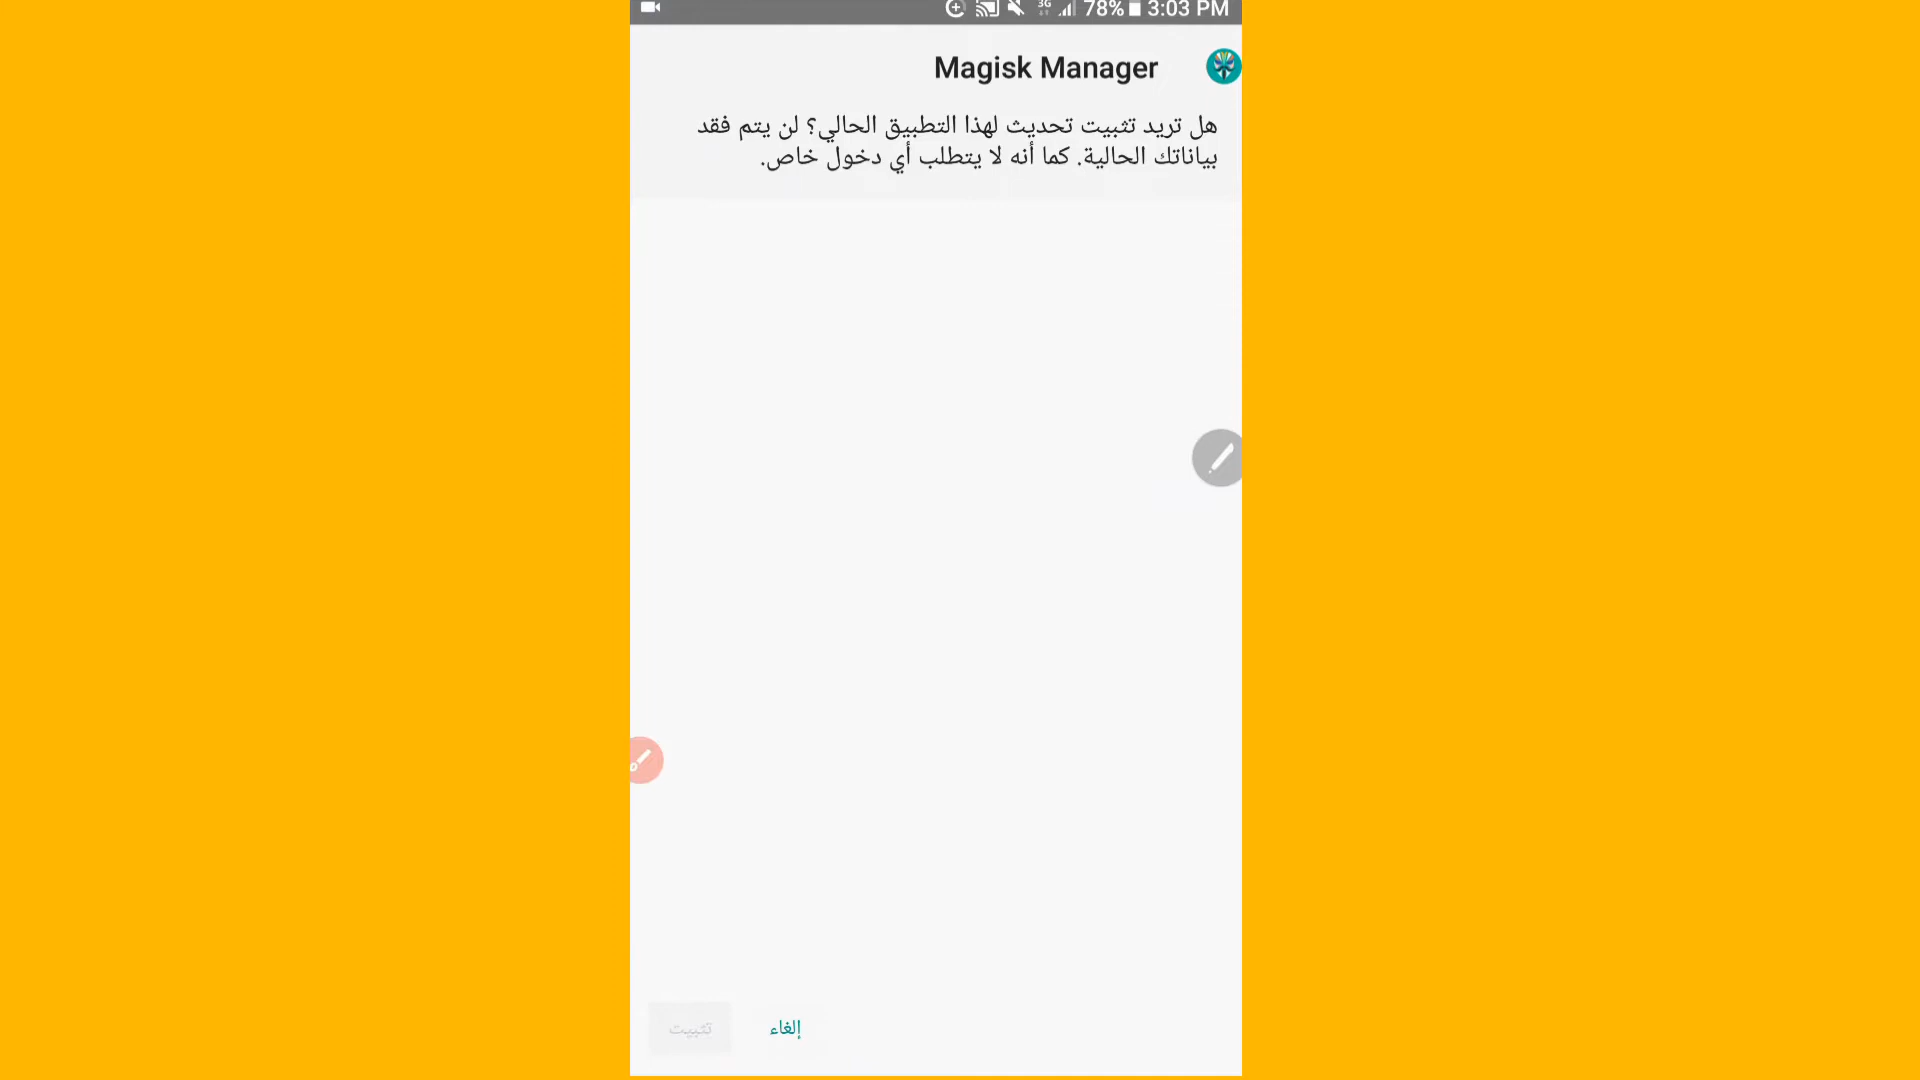 3G 78% 3:03 PM
Magisk Manager
هل تريد تثبيت تحديث لهذا التطبيق الحالي؟ لن يتم فقد
بياناتك الحالية. كما أنه لا يتطلب أي دخول خاص.
إلغاء
تثبيت